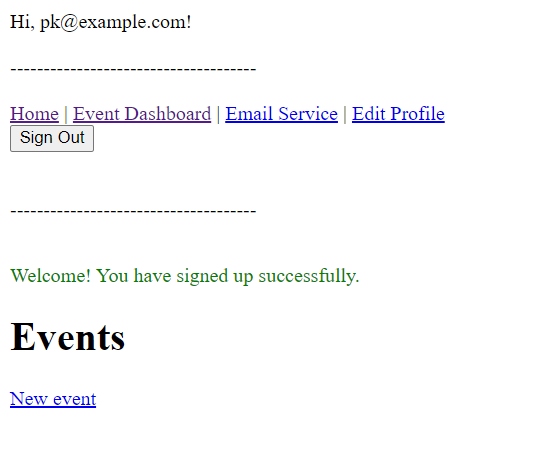 Hi, pk@example.com!
-------------------------------------
Home | Event Dashboard | Email Service | Edit Profile
Sign Out
-------------------------------------
Welcome! You have signed up successfully.
Events
New event